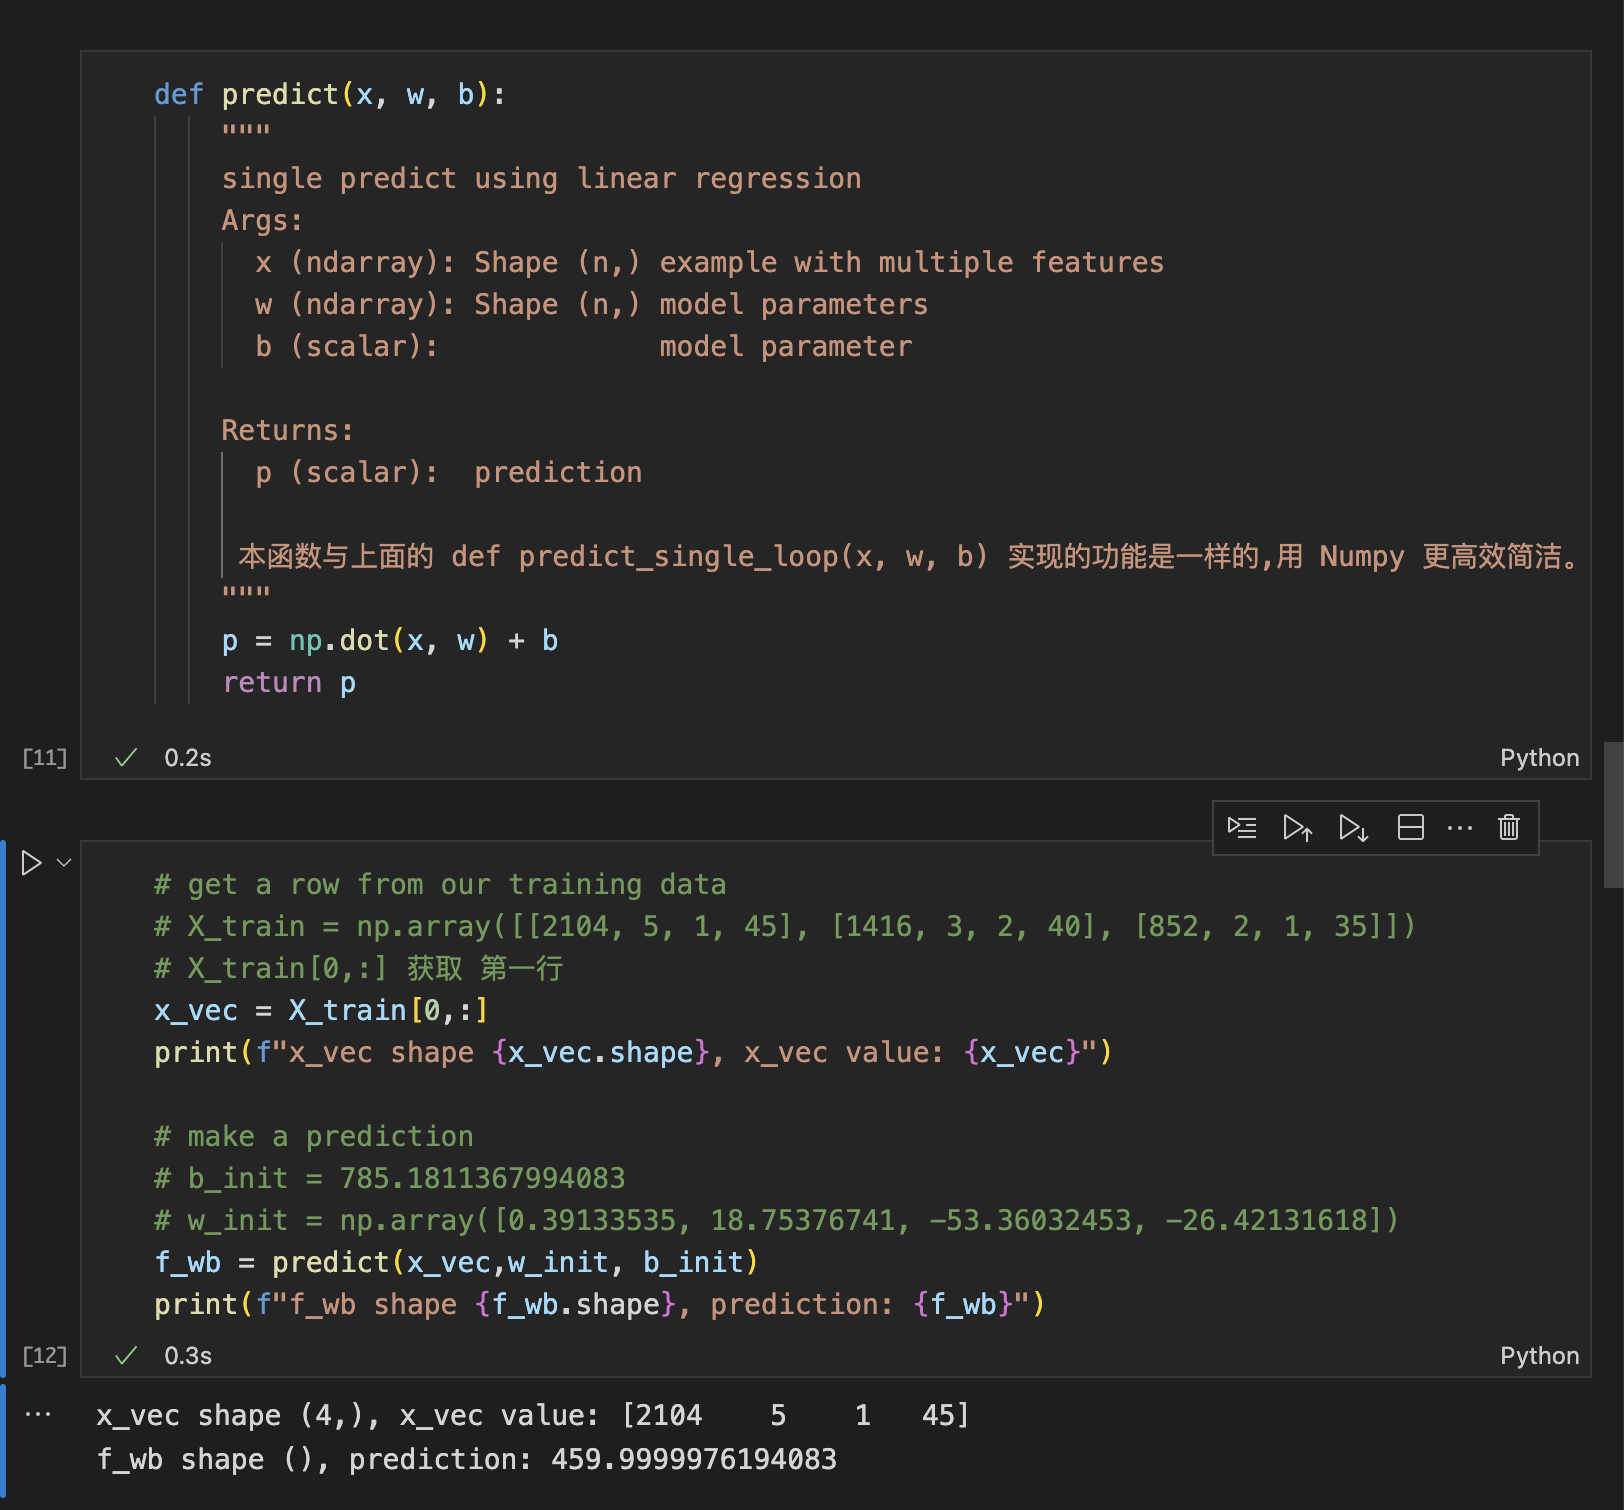 def predict(x, w, b):
"""
single predict using linear regression
Args:
x (ndarray): Shape (n,) example with multiple features
w (ndarray): Shape (n,) model parameters
b (scalar):             model parameter
Returns:
p (scalar):  prediction
本函数与上面的 def predict_single_loop(x, w, b) 实现的功能是一样的,用 Numpy 更高效简洁。
"""
p = np.dot(x, w) + b
return p
[11] 0.2s Python
# get a row from our training data
# X_train = np.array([[2104, 5, 1, 45], [1416, 3, 2, 40], [852, 2, 1, 35]])
# X_train[0,:] 获取 第一行
x_vec = X_train[0,:]
print(f"x_vec shape {x_vec.shape}, x_vec value: {x_vec}")
# make a prediction
# b_init = 785.1811367994083
# w_init = np.array([0.39133535, 18.75376741, -53.36032453, -26.42131618])
f_wb = predict(x_vec,w_init, b_init)
print(f"f_wb shape {f_wb.shape}, prediction: {f_wb}")
[12] 0.3s Python
x_vec shape (4,), x_vec value: [2104    5    1   45]
f_wb shape (), prediction: 459.9999976194083